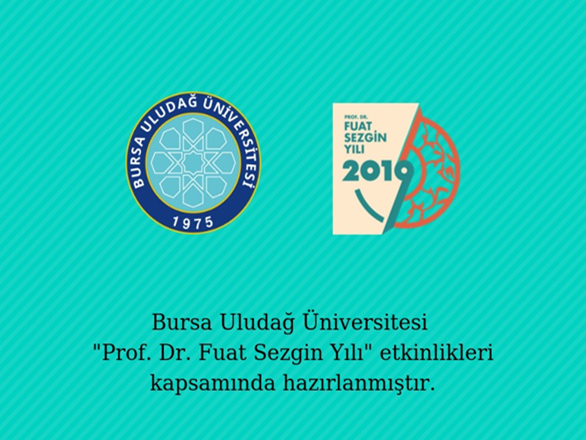 BURSA ULUDAĞ ÜNİVERSİTESİ
1975
PROF. DR.
FUAT
SEZGİN
YILI
2019
Bursa Uludağ Üniversitesi
"Prof. Dr. Fuat Sezgin Yılı" etkinlikleri
kapsamında hazırlanmıştır.